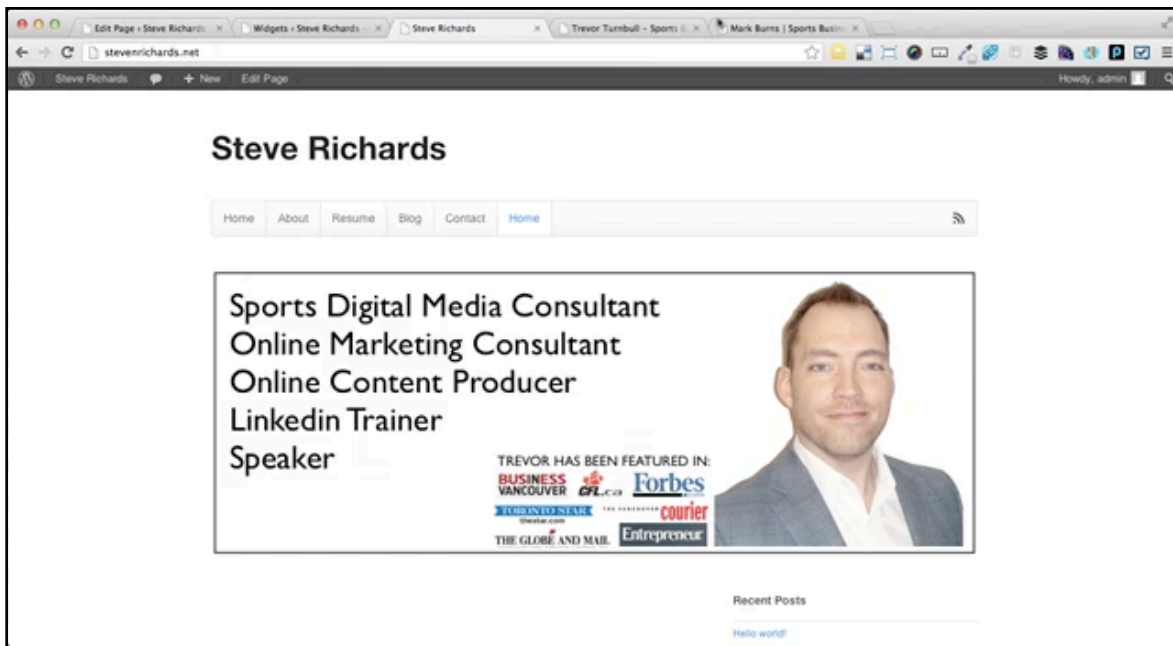 Edit Page ‹ Steve Richards
Widgets ‹ Steve Richards
Steve Richards
Trevor Turnbull – Sports
Mark Burns | Sports Busin
stevenrichards.net
Steve Richards
+ New
Edit Page
Howdy, admin
Steve Richards
Home About Resume Blog Contact Home
Sports Digital Media Consultant
Online Marketing Consultant
Online Content Producer
Linkedin Trainer
Speaker
TREVOR HAS BEEN FEATURED IN:
BUSINESS
VANCOUVER
CFL.ca
Forbes
TORONTO STAR
thestar.com
THE VANCOUVER courier
THE GLOBE AND MAIL
Entrepreneur
Recent Posts
Hello world!